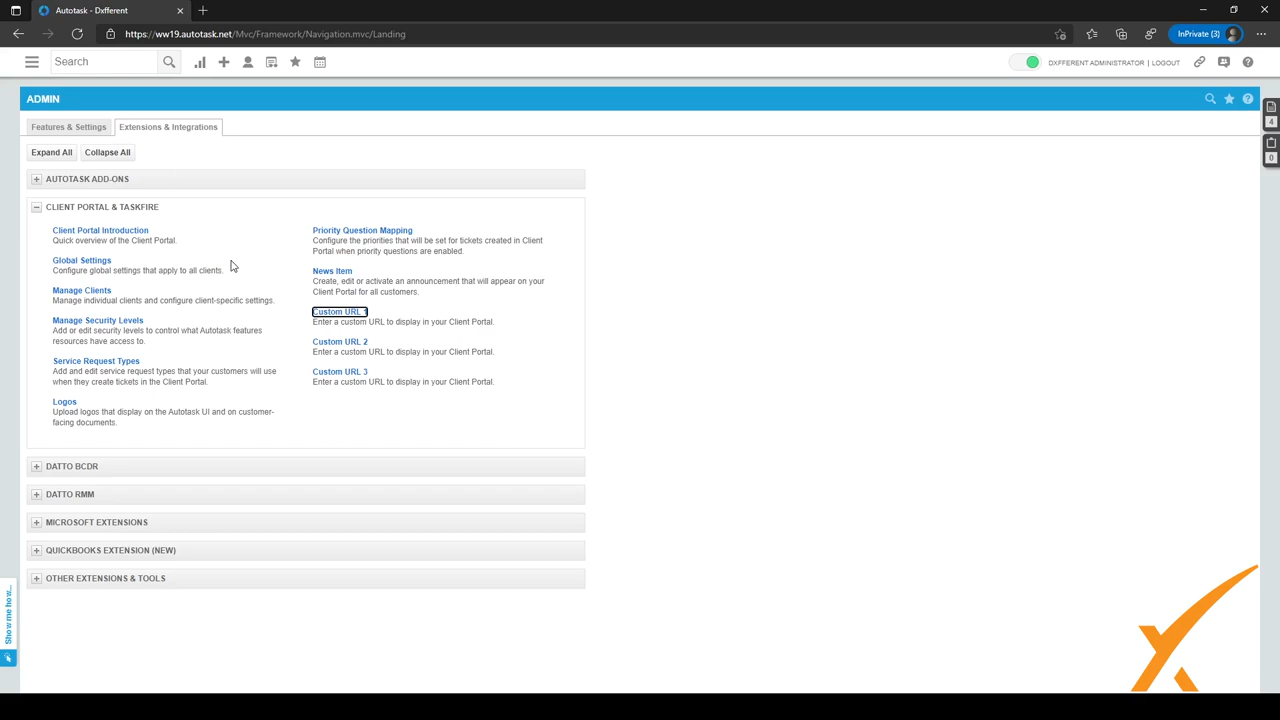 Autotask - Dxfferent
https://ww19.autotask.net/Mvc/Framework/Navigation.mvc/Landing
InPrivate (3)
Search
DXFFERENT ADMINISTRATOR | LOGOUT
ADMIN
Features & Settings
Extensions & Integrations
4
0
Expand All
Collapse All
AUTOTASK ADD-ONS
CLIENT PORTAL & TASKFIRE
Client Portal Introduction
Quick overview of the Client Portal.
Global Settings
Configure global settings that apply to all clients.
Manage Clients
Manage individual clients and configure client-specific settings.
Manage Security Levels
Add or edit security levels to control what Autotask features
resources have access to.
Service Request Types
Add and edit service request types that your customers will use
when they create tickets in the Client Portal.
Logos
Upload logos that display on the Autotask UI and on customer-
facing documents.
Priority Question Mapping
Configure the priorities that will be set for tickets created in Client
Portal when priority questions are enabled.
News Item
Create, edit or activate an announcement that will appear on your
Client Portal for all customers.
Custom URL 1
Enter a custom URL to display in your Client Portal.
Custom URL 2
Enter a custom URL to display in your Client Portal.
Custom URL 3
Enter a custom URL to display in your Client Portal.
DATTO BCDR
DATTO RMM
MICROSOFT EXTENSIONS
QUICKBOOKS EXTENSION (NEW)
OTHER EXTENSIONS & TOOLS
Show me how...